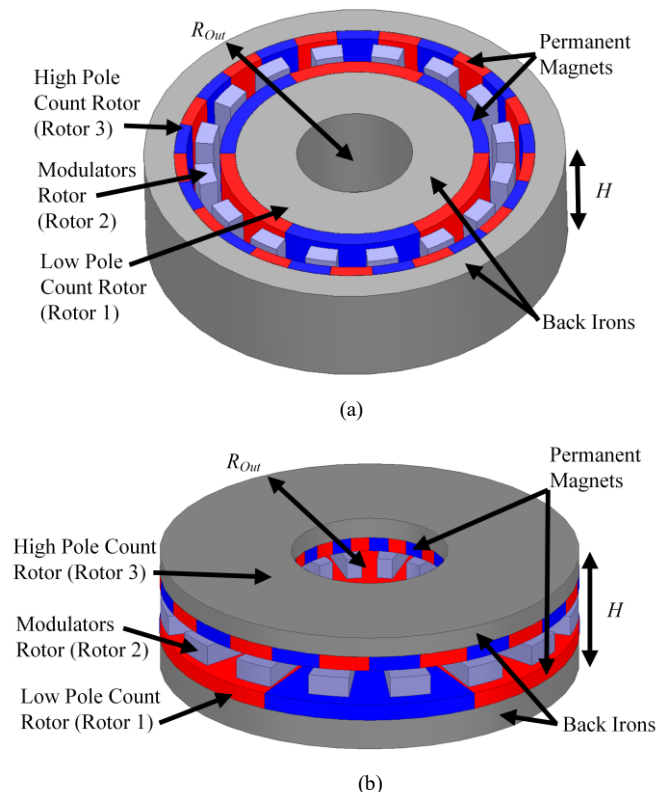 R_Out
Permanent
Magnets
High Pole
Count Rotor
(Rotor 3)
Modulators
Rotor
(Rotor 2)
H
Low Pole
Count Rotor
(Rotor 1)
Back Irons
(a)
R_Out
Permanent
Magnets
High Pole Count
Rotor (Rotor 3)
Modulators
Rotor (Rotor 2)
H
Low Pole Count
Rotor (Rotor 1)
Back Irons
(b)